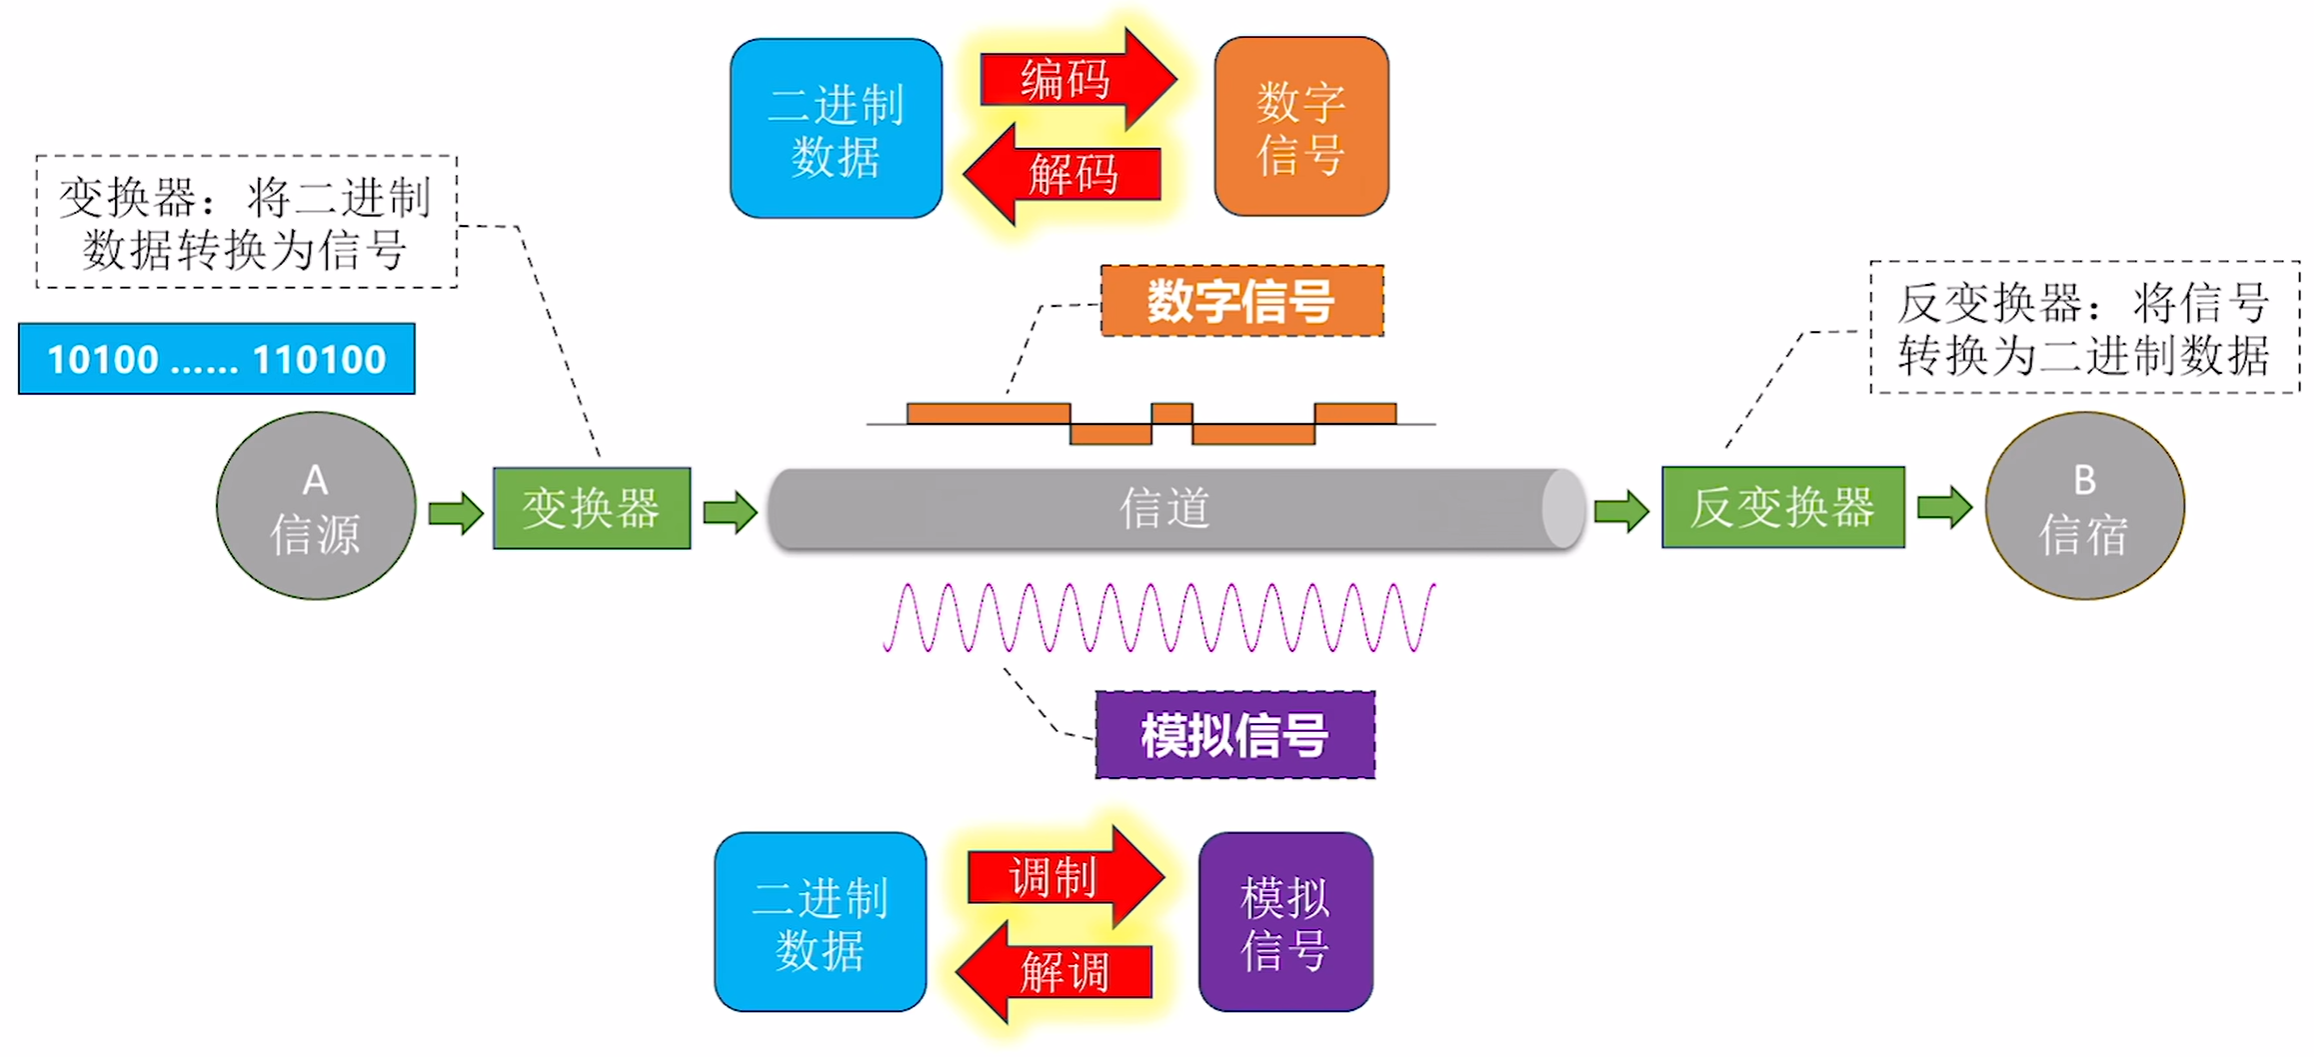 二进制
数据
编码
解码
数字
信号
变换器：将二进制
数据转换为信号
10100 …… 110100
数字信号
反变换器：将信号
转换为二进制数据
A
信源
变换器
信道
反变换器
B
信宿
模拟信号
二进制
数据
调制
解调
模拟
信号